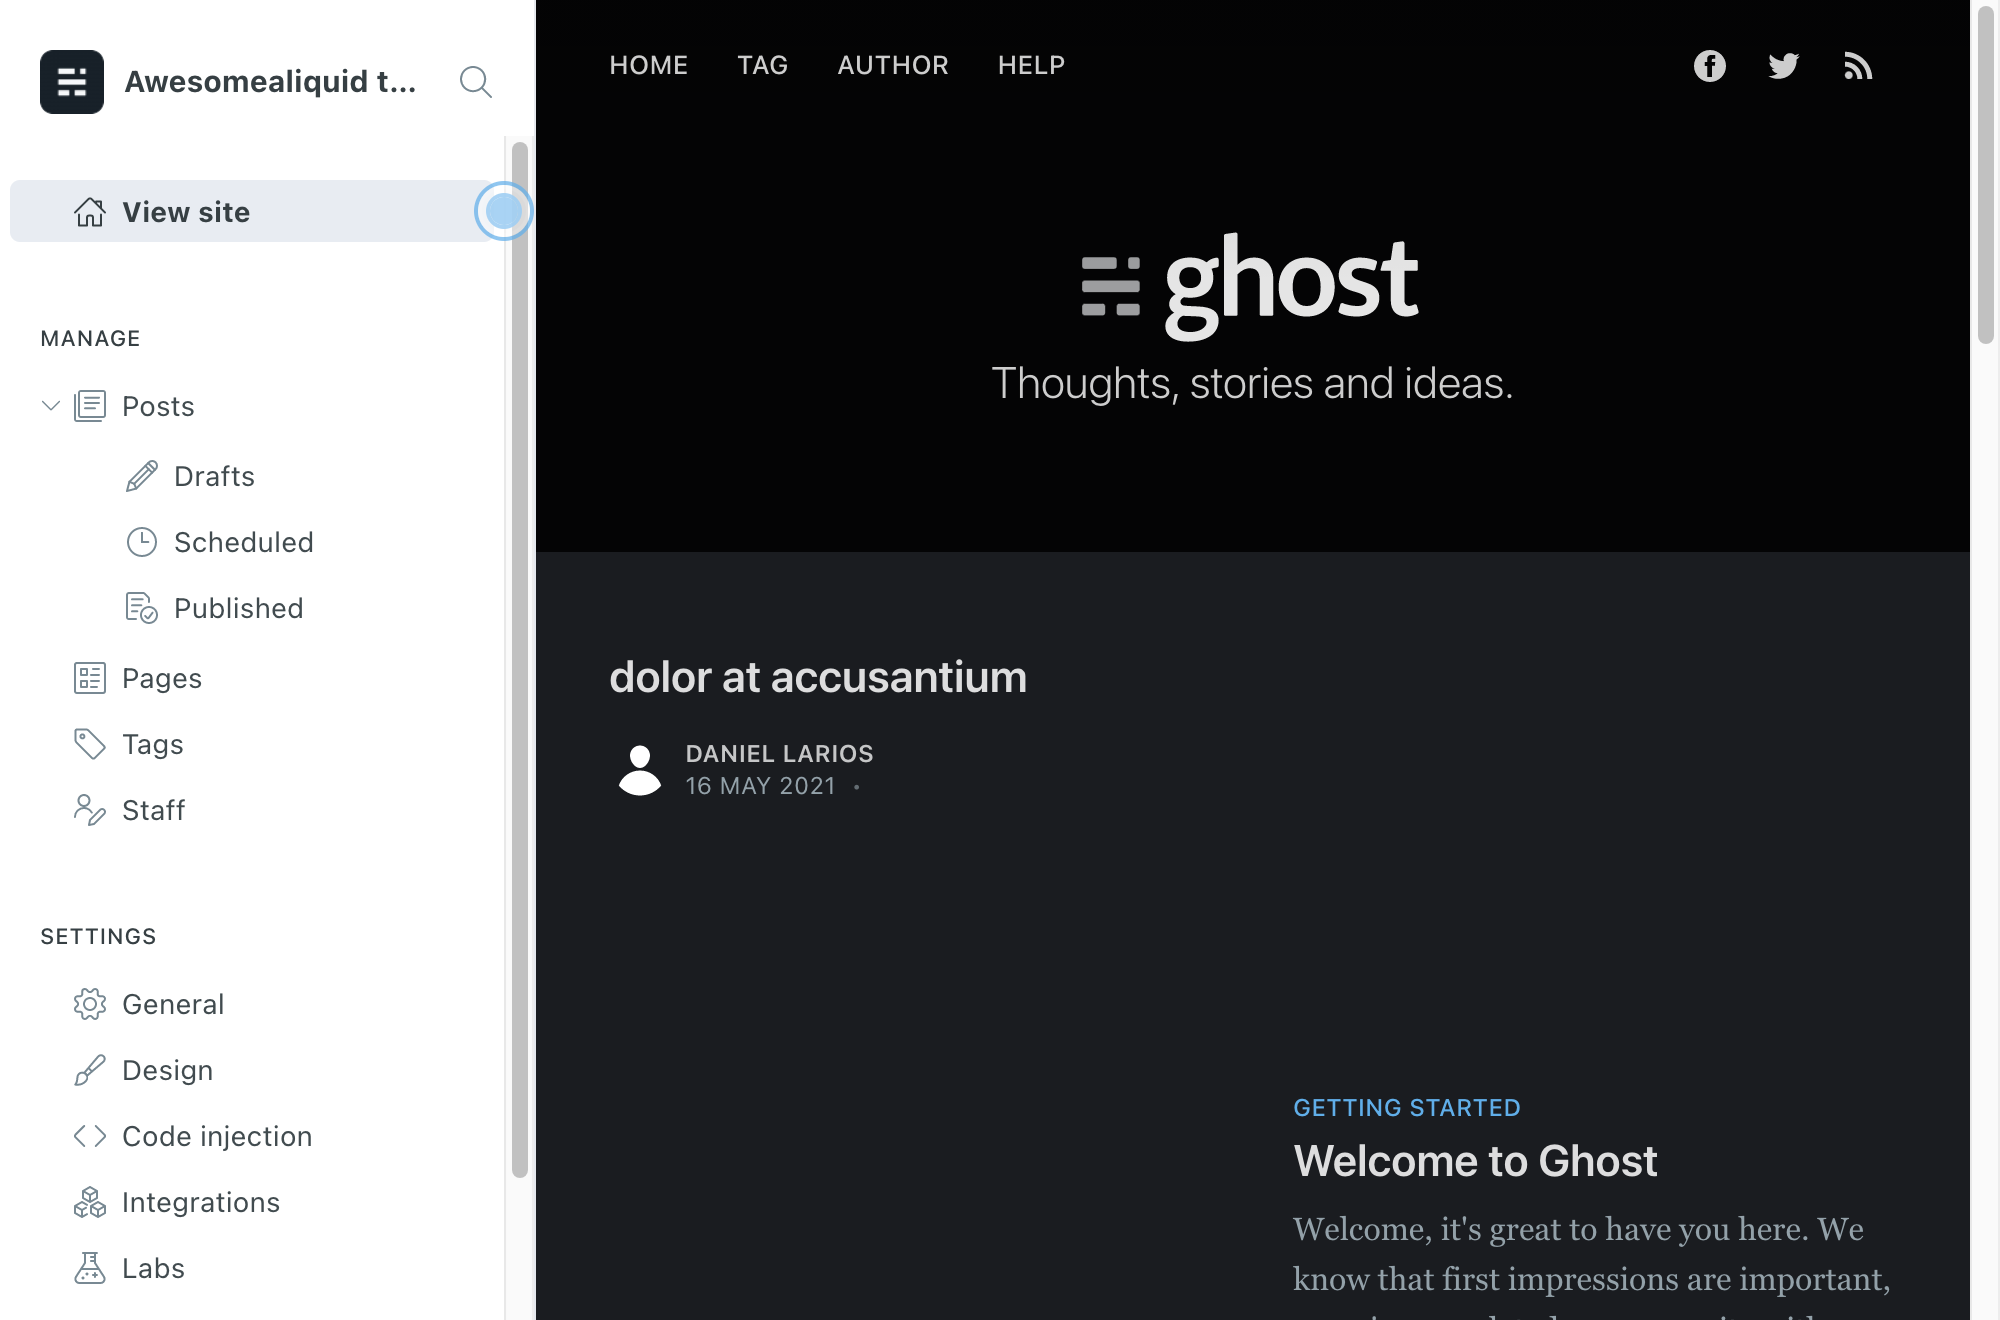 Awesomealiquid t...
View site
MANAGE
Posts
Drafts
Scheduled
Published
Pages
Tags
Staff
SETTINGS
General
Design
Code injection
Integrations
Labs
HOME TAG AUTHOR HELP
ghost
Thoughts, stories and ideas.
dolor at accusantium
DANIEL LARIOS
16 MAY 2021 •
GETTING STARTED
Welcome to Ghost
Welcome, it's great to have you here. We
know that first impressions are important,